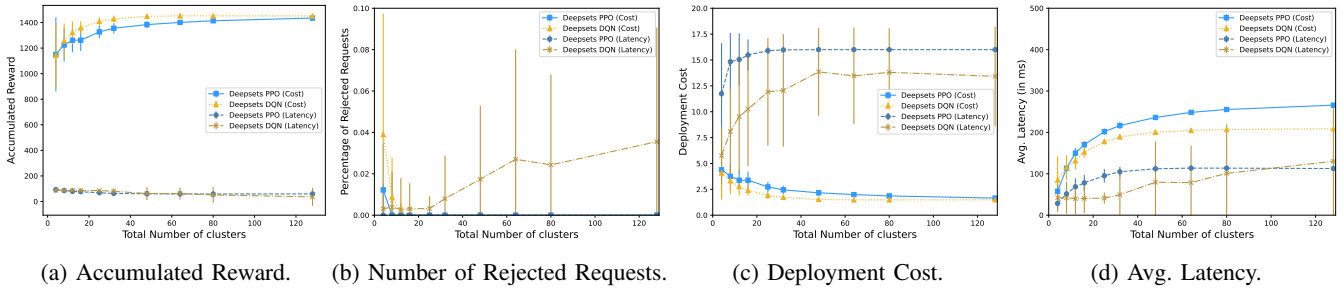 Accumulated Reward
1400
1200
1000
800
600
400
200
0
0 20 40 60 80 100 120
Total Number of clusters
Deepsets PPO (Cost)
Deepsets DQN (Cost)
Deepsets PPO (Latency)
Deepsets DQN (Latency)
(a) Accumulated Reward.
Percentage of Rejected Requests
0.10
0.08
0.06
0.04
0.02
0.00
0 20 40 60 80 100 120
Total Number of clusters
Deepsets PPO (Cost)
Deepsets DQN (Cost)
Deepsets PPO (Latency)
Deepsets DQN (Latency)
(b) Number of Rejected Requests.
Deployment Cost
20.0
17.5
15.0
12.5
10.0
7.5
5.0
2.5
0.0
0 20 40 60 80 100 120
Total Number of clusters
Deepsets PPO (Cost)
Deepsets DQN (Cost)
Deepsets PPO (Latency)
Deepsets DQN (Latency)
(c) Deployment Cost.
Avg. Latency (in ms)
500
400
300
200
100
0
0 20 40 60 80 100 120
Total Number of clusters
Deepsets PPO (Cost)
Deepsets DQN (Cost)
Deepsets PPO (Latency)
Deepsets DQN (Latency)
(d) Avg. Latency.